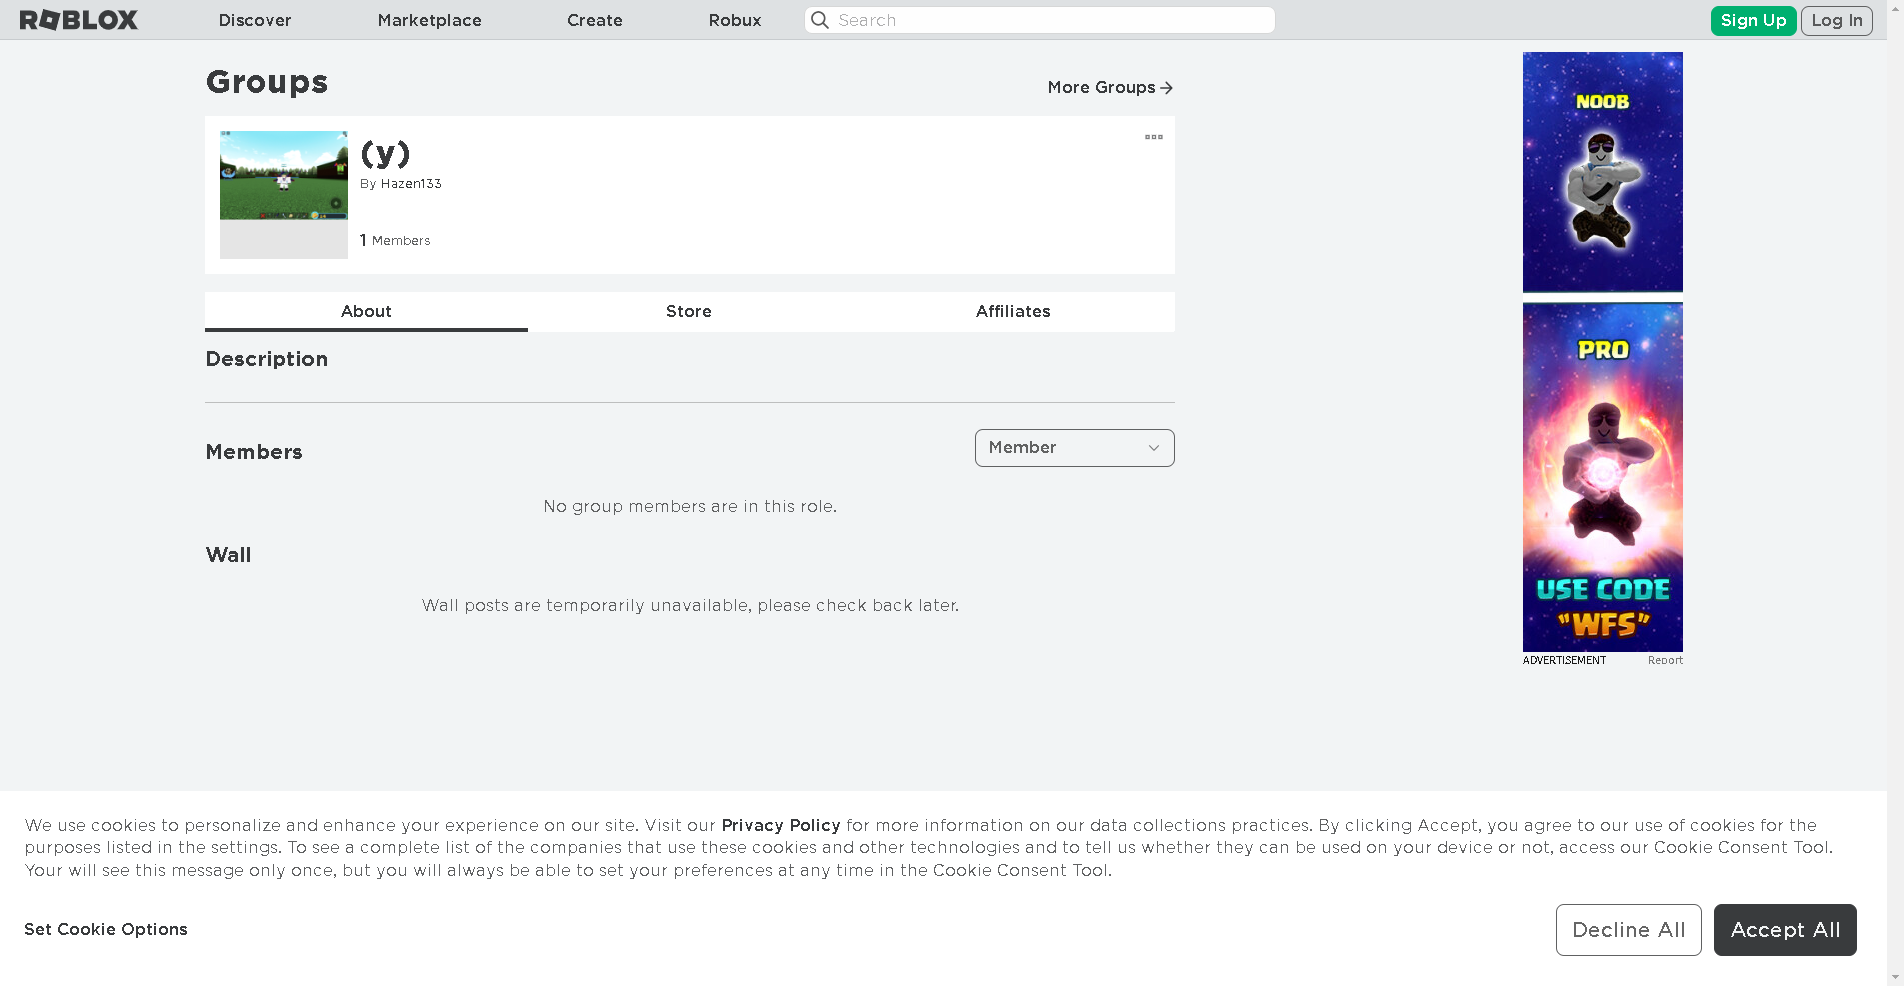 ROBLOX Discover Marketplace Create Robux Search Sign Up Log In
Groups
More Groups
(y)
By Hazen133
1 Members
About Store Affiliates
Description
Members
Member
No group members are in this role.
Wall
Wall posts are temporarily unavailable, please check back later.
NOOB
PRO
USE CODE
"WFS"
ADVERTISEMENT Report
We use cookies to personalize and enhance your experience on our site. Visit our Privacy Policy for more information on our data collections practices. By clicking Accept, you agree to our use of cookies for the
purposes listed in the settings. To see a complete list of the companies that use these cookies and other technologies and to tell us whether they can be used on your device or not, access our Cookie Consent Tool.
Your will see this message only once, but you will always be able to set your preferences at any time in the Cookie Consent Tool.
Set Cookie Options
Decline All Accept All